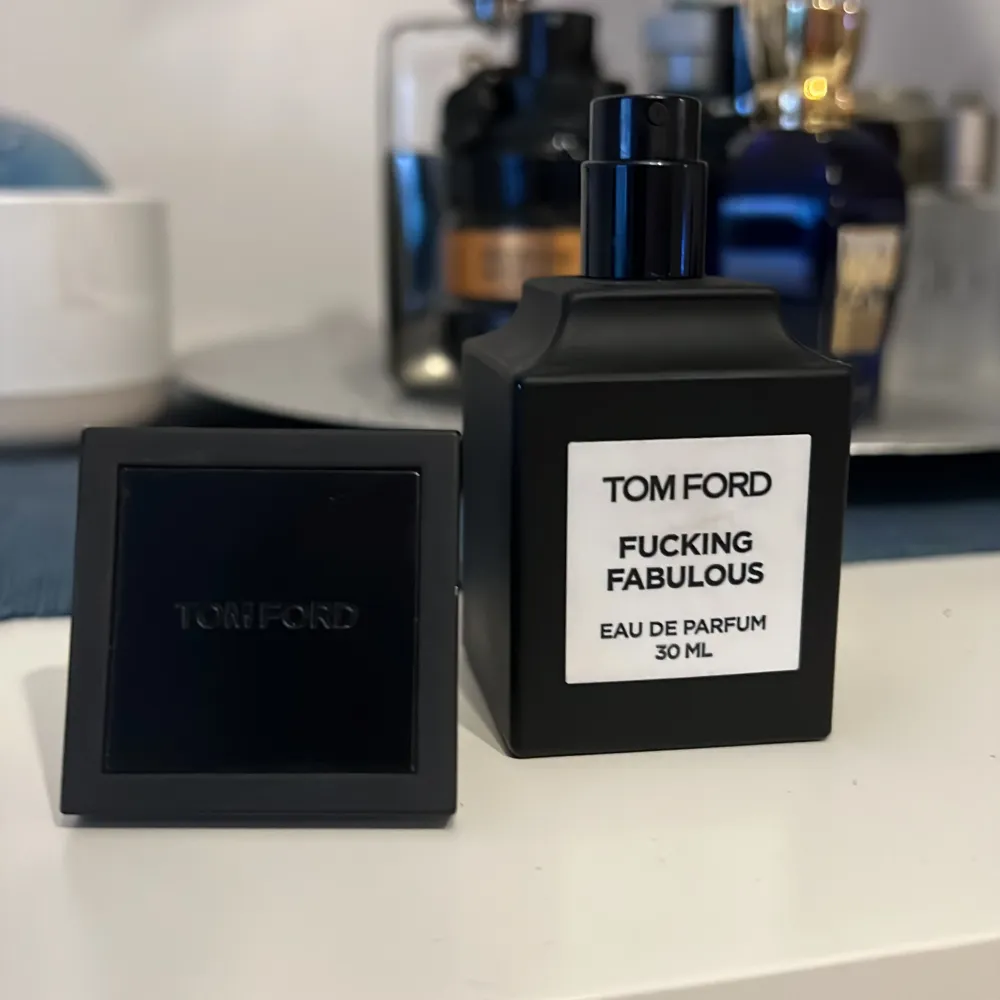 TOM FORD
TOM FORD
FUCKING
FABULOUS
EAU DE PARFUM
30 ML